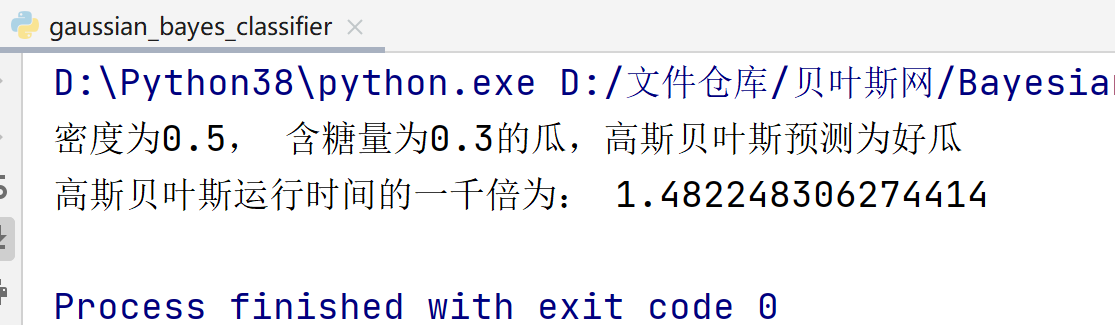 gaussian_bayes_classifier
D:\Python38\python.exe D:/文件仓库/贝叶斯网/Bayesian
密度为0.5， 含糖量为0.3的瓜，高斯贝叶斯预测为好瓜
高斯贝叶斯运行时间的一千倍为： 1.482248306274414
Process finished with exit code 0